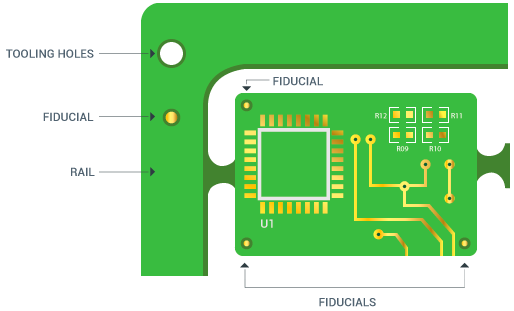 TOOLING HOLES
FIDUCIAL
FIDUCIAL
R12
R11
R09
R10
RAIL
U1
FIDUCIALS